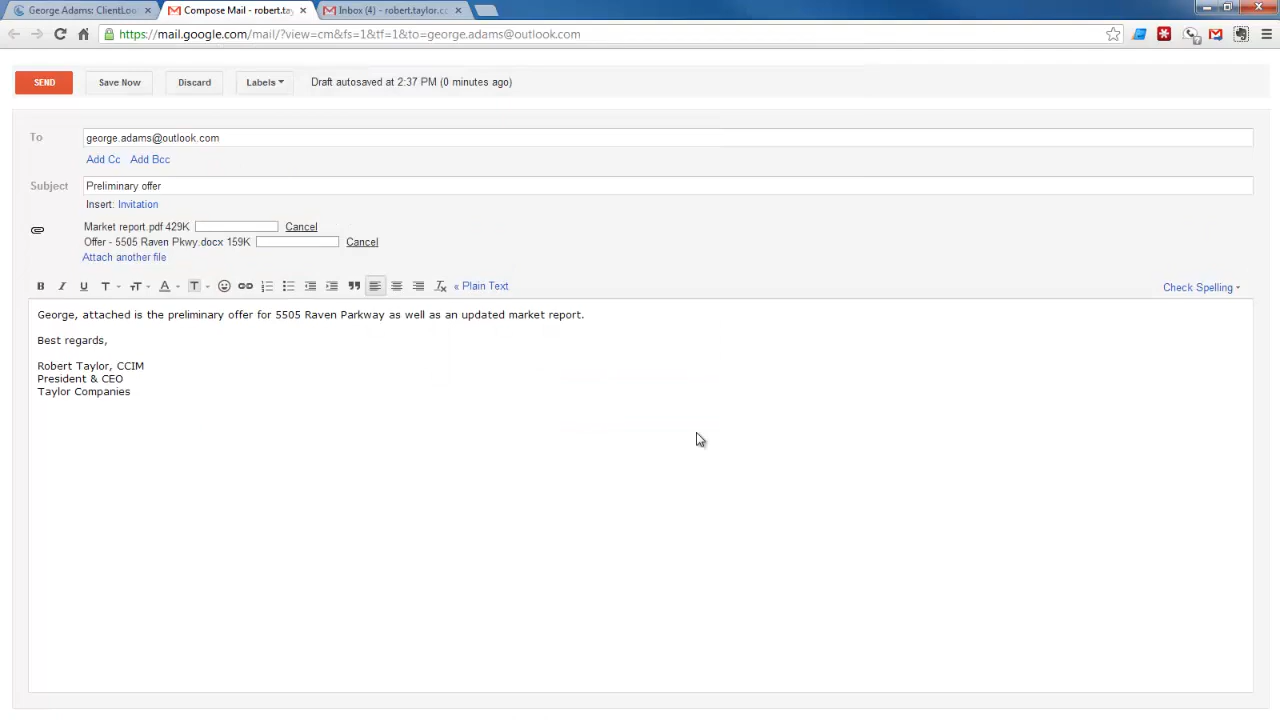 George Adams: ClientLoo
Compose Mail - robert.tay
Inbox (4) - robert.taylor.cc
https://mail.google.com/mail/?view=cm&fs=1&tf=1&to=george.adams@outlook.com
SEND Save Now Discard Labels Draft autosaved at 2:37 PM (0 minutes ago)
To george.adams@outlook.com
Add Cc Add Bcc
Subject Preliminary offer
Insert: Invitation
Market report.pdf 429K Cancel
Offer - 5505 Raven Pkwy.docx 159K Cancel
Attach another file
B I U T TT A T « Plain Text Check Spelling
George, attached is the preliminary offer for 5505 Raven Parkway as well as an updated market report.
Best regards,
Robert Taylor, CCIM
President & CEO
Taylor Companies